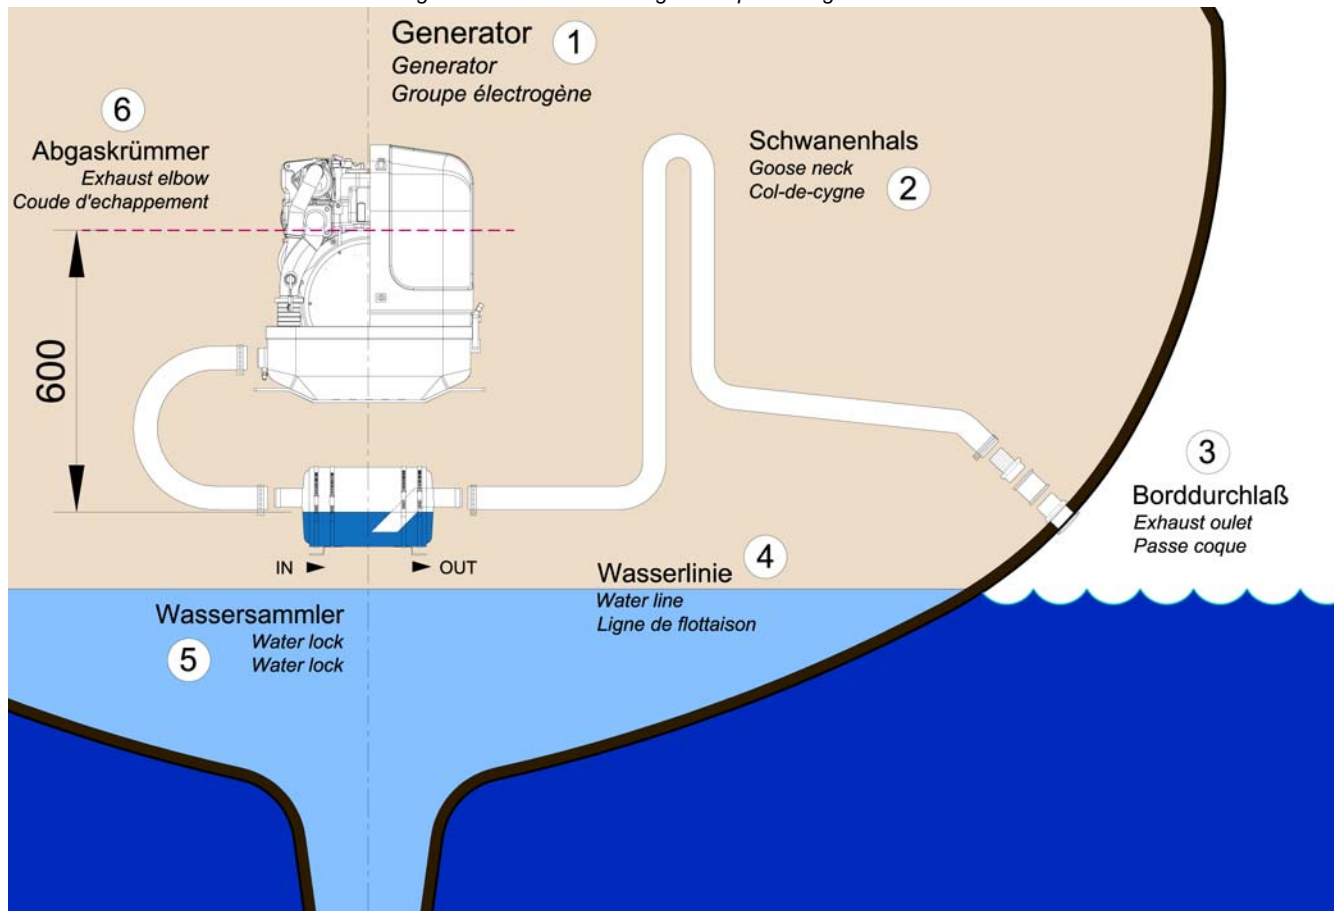 Generator
1
Generator
Groupe électrogène
6
Abgaskrümmer
Exhaust elbow
Coude d'echappement
Schwanenhals
Goose neck
Col-de-cygne
2
600
3
Borddurchlaß
Exhaust oulet
Passe coque
IN
OUT
Wasserlinie
4
Water line
Ligne de flottaison
Wassersammler
5
Water lock
Water lock